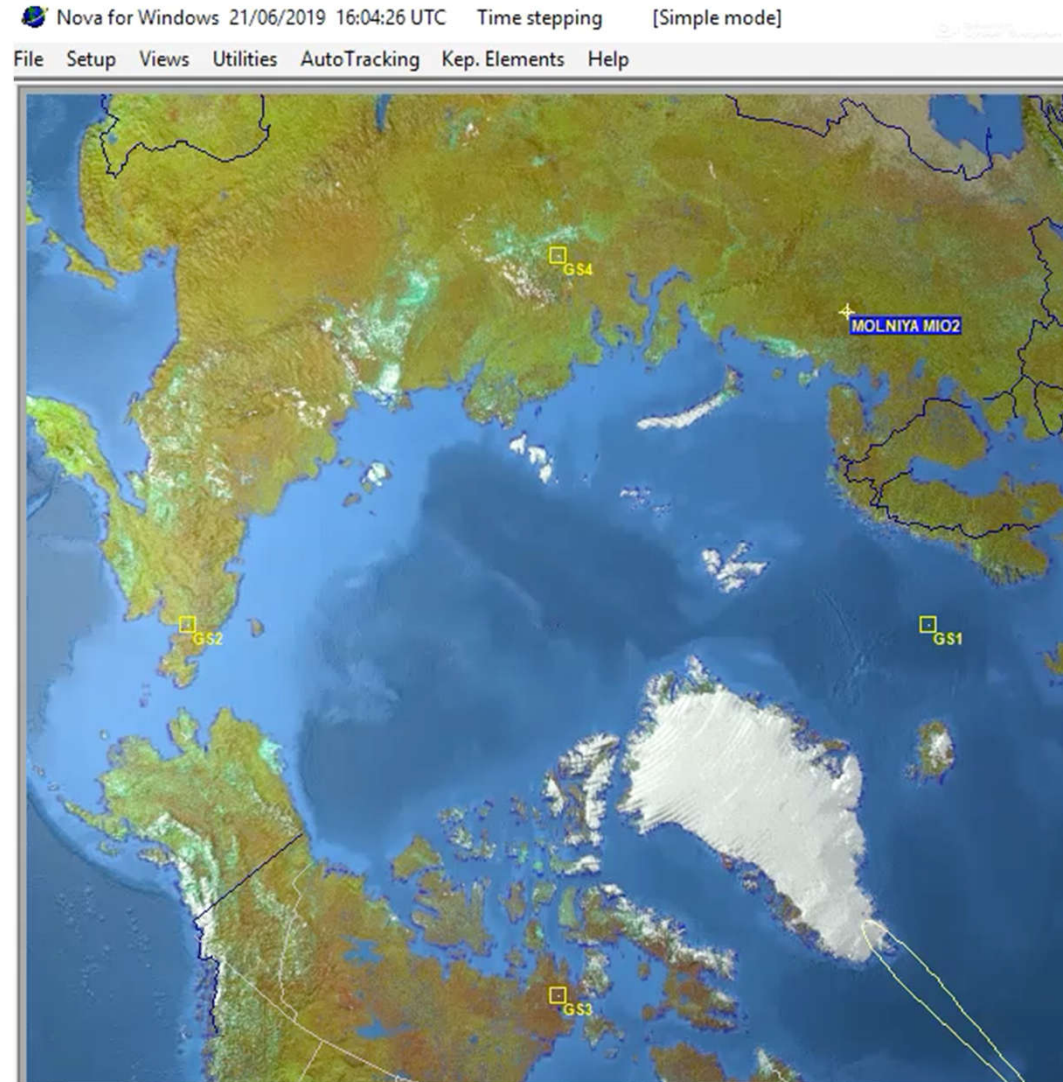 Nova for Windows 21/06/2019 16:04:26 UTC Time stepping [Simple mode]
File Setup Views Utilities AutoTracking Kep. Elements Help
GS4
MOLNIYA MIO2
GS2
GS1
GS3